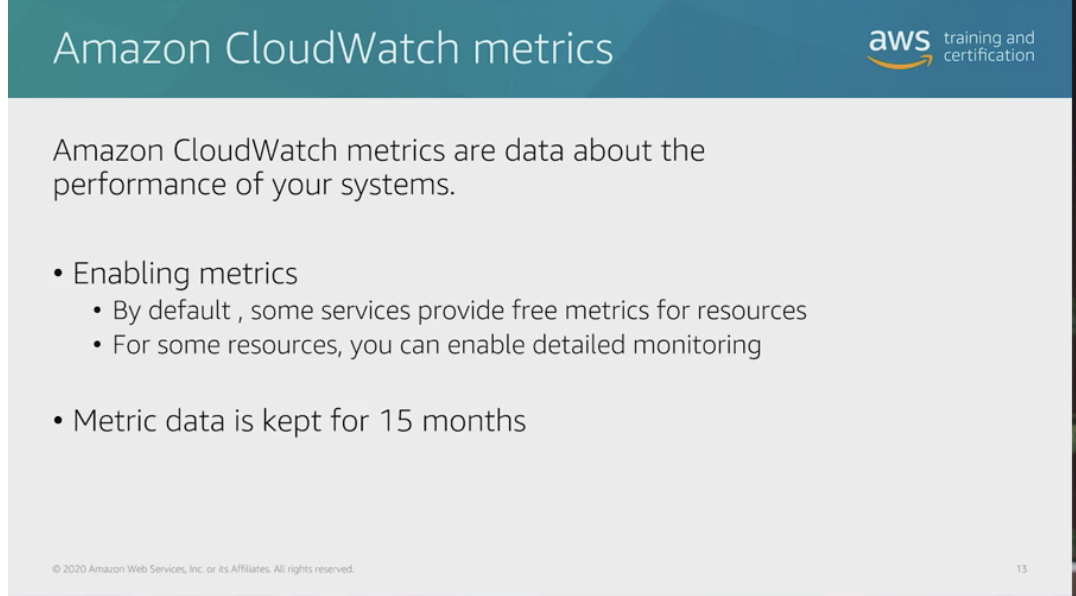 Amazon CloudWatch metrics
aws training and
certification
Amazon CloudWatch metrics are data about the
performance of your systems.
• Enabling metrics
• By default , some services provide free metrics for resources
• For some resources, you can enable detailed monitoring
• Metric data is kept for 15 months
© 2020 Amazon Web Services, Inc. or its Affiliates. All rights reserved.
13